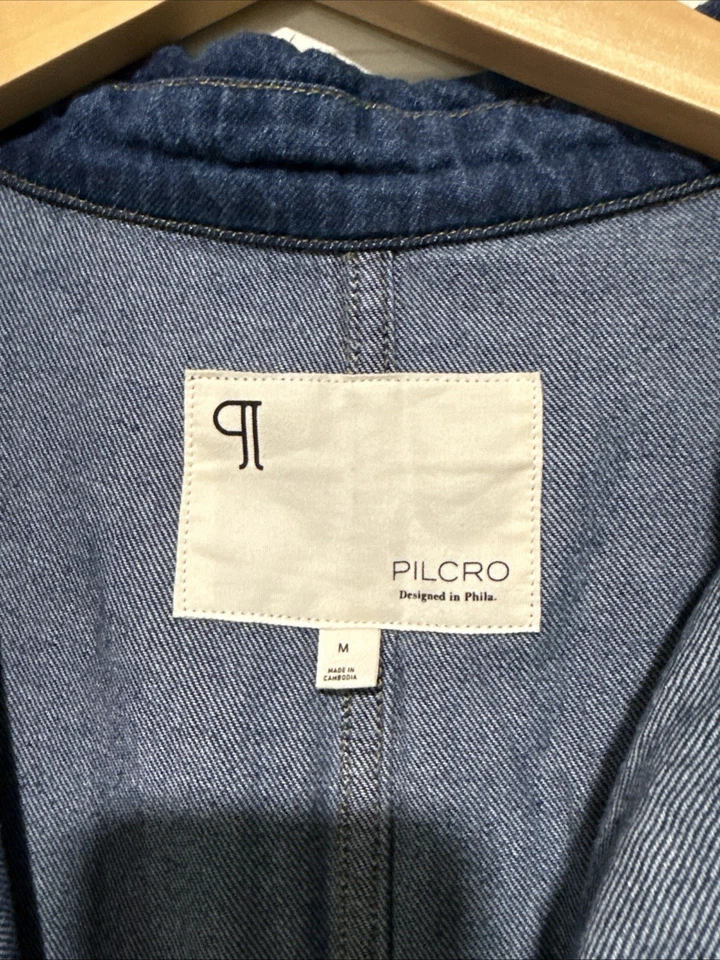 ¶
PILCRO
Designed in Phila.
M
MADE IN
CAMBODIA